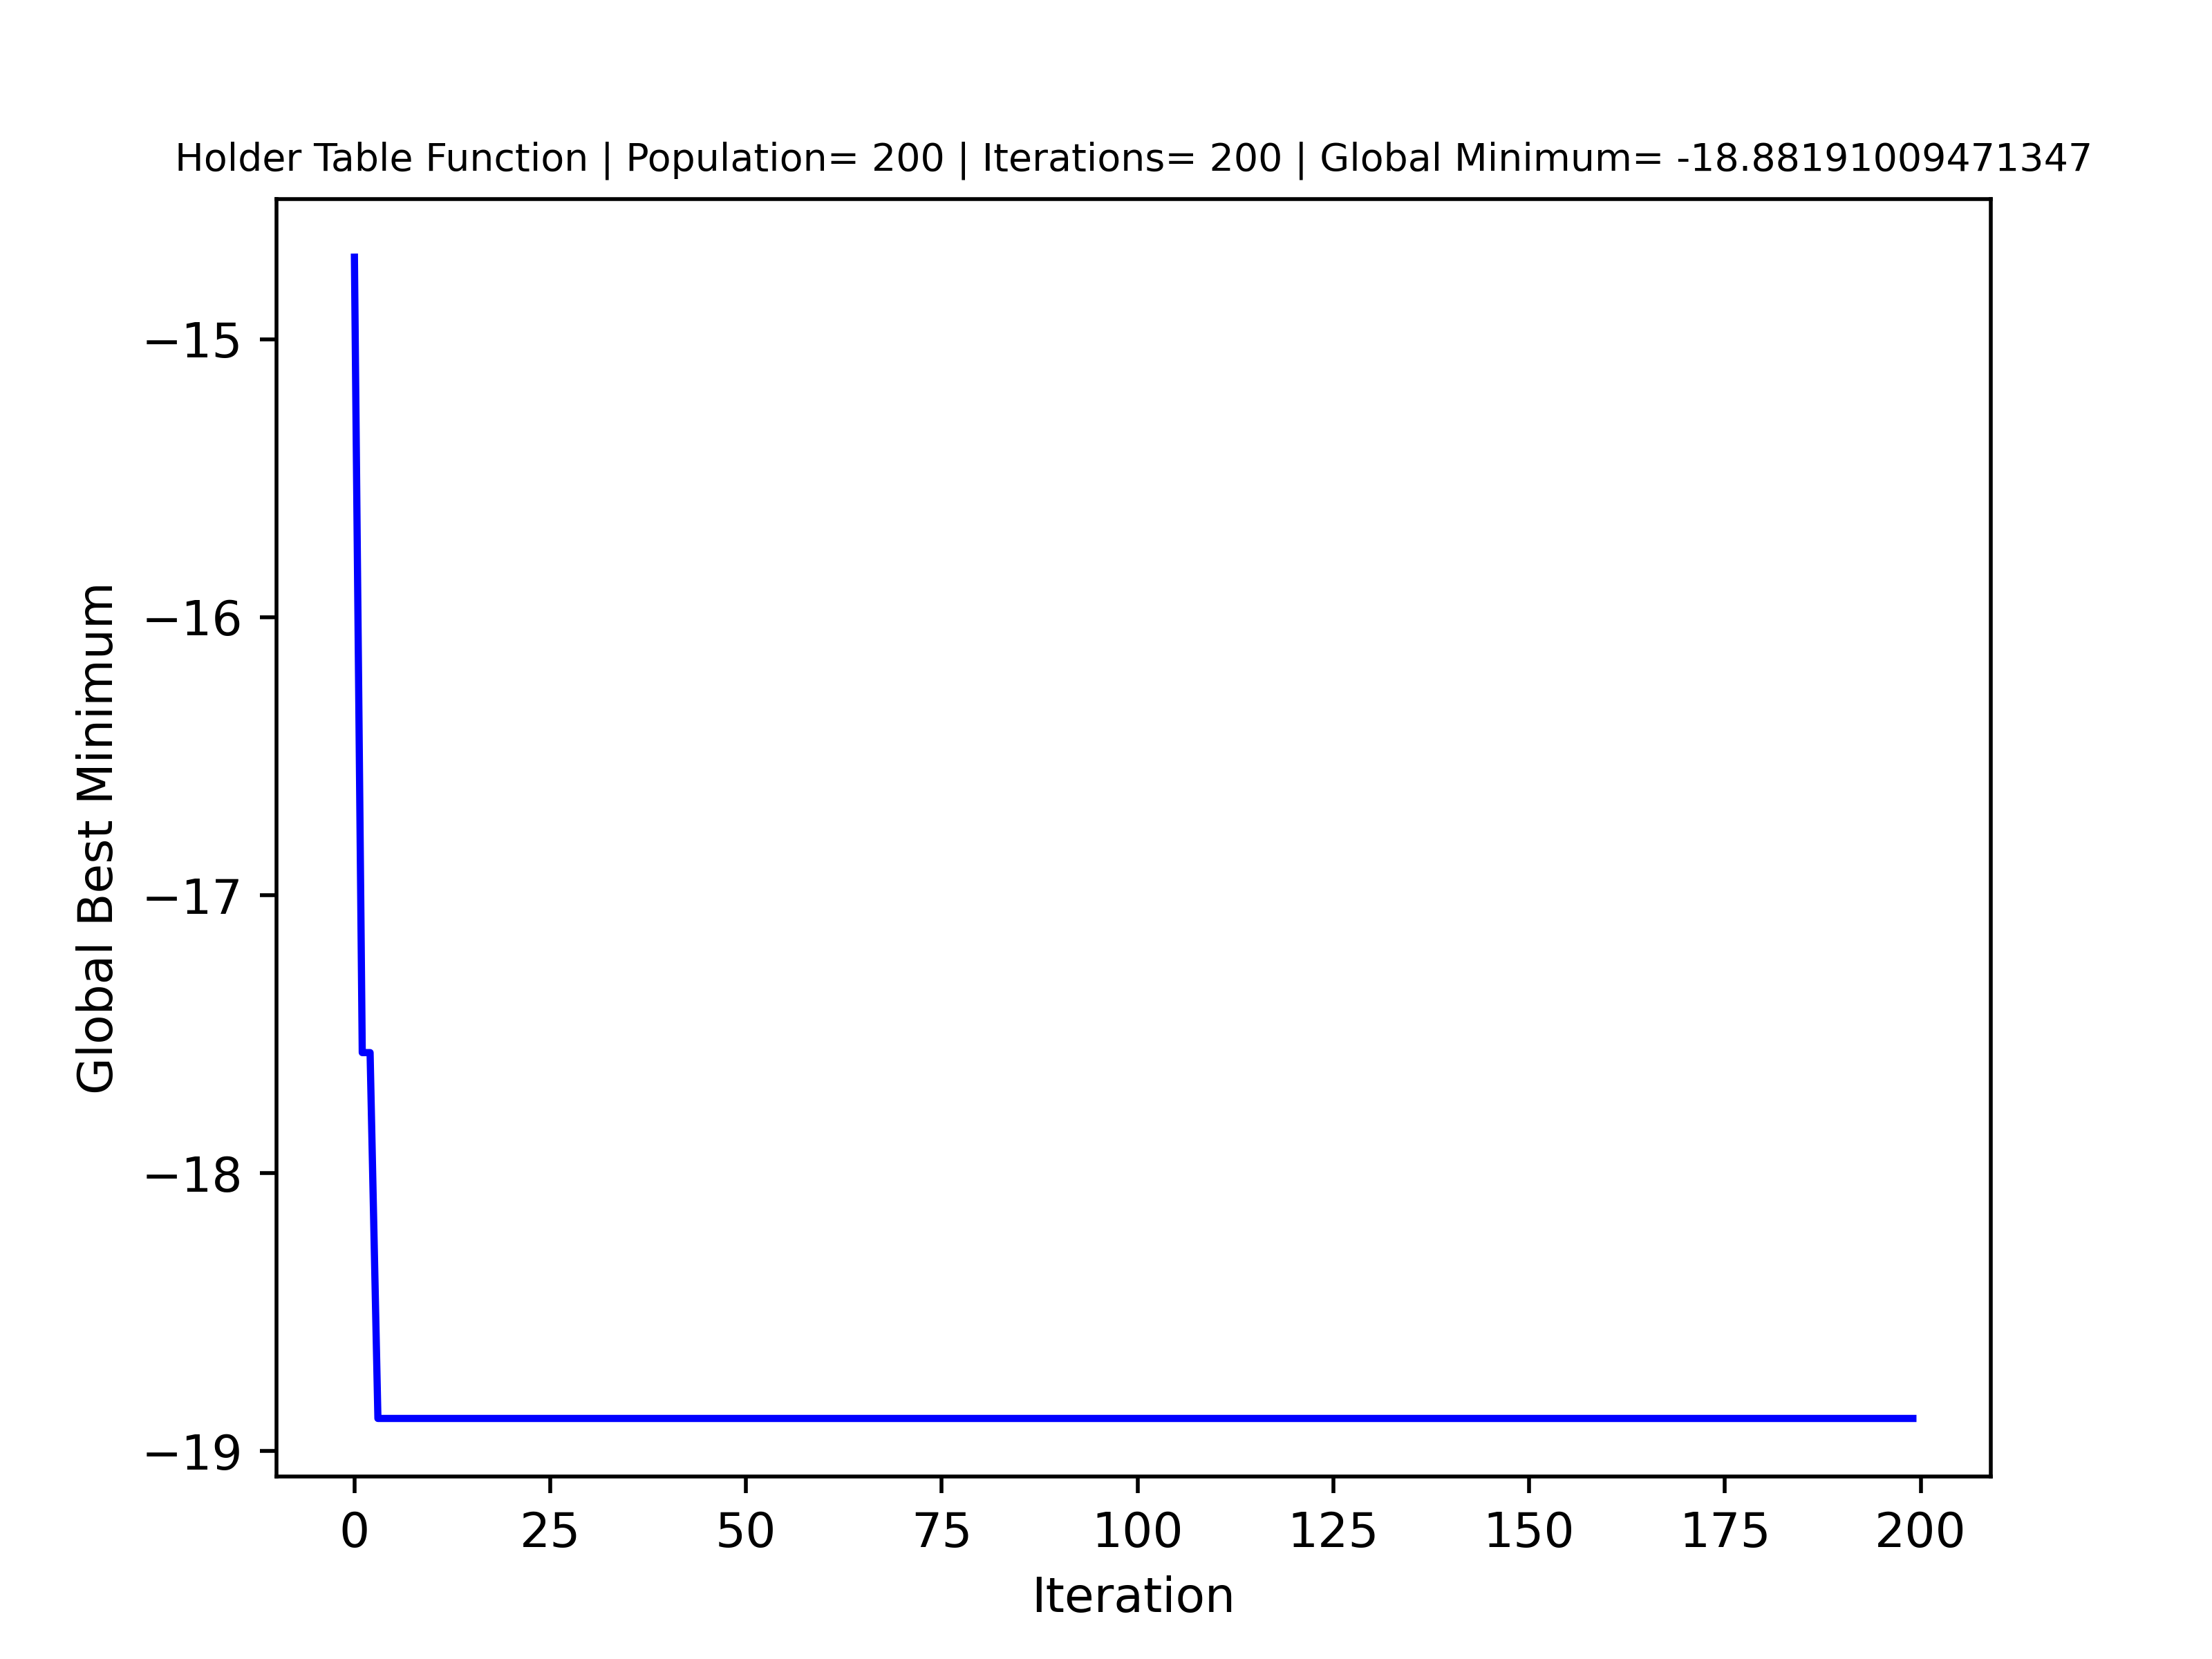 Holder Table Function | Population= 200 | Iterations= 200 | Global Minimum= -18.88191009471347
Global Best Minimum
−15
−16
−17
−18
−19
0 25 50 75 100 125 150 175 200
Iteration